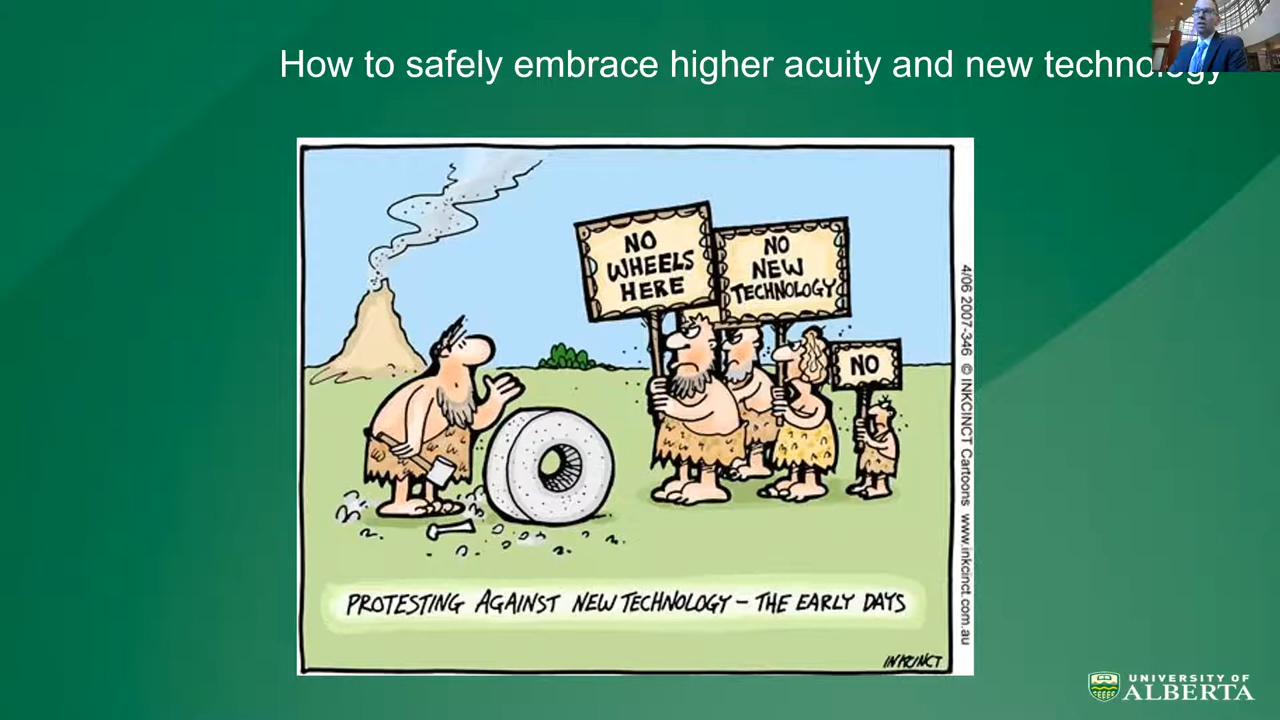 How to safely embrace higher acuity and new technology
NO
WHEELS
HERE
NO
NEW
TECHNOLOGY
NO
PROTESTING AGAINST NEW TECHNOLOGY – THE EARLY DAYS
INKCINCT
4/06 2007-346 © INKCINCT Cartoons www.inkcinct.com.au
UNIVERSITY OF
ALBERTA